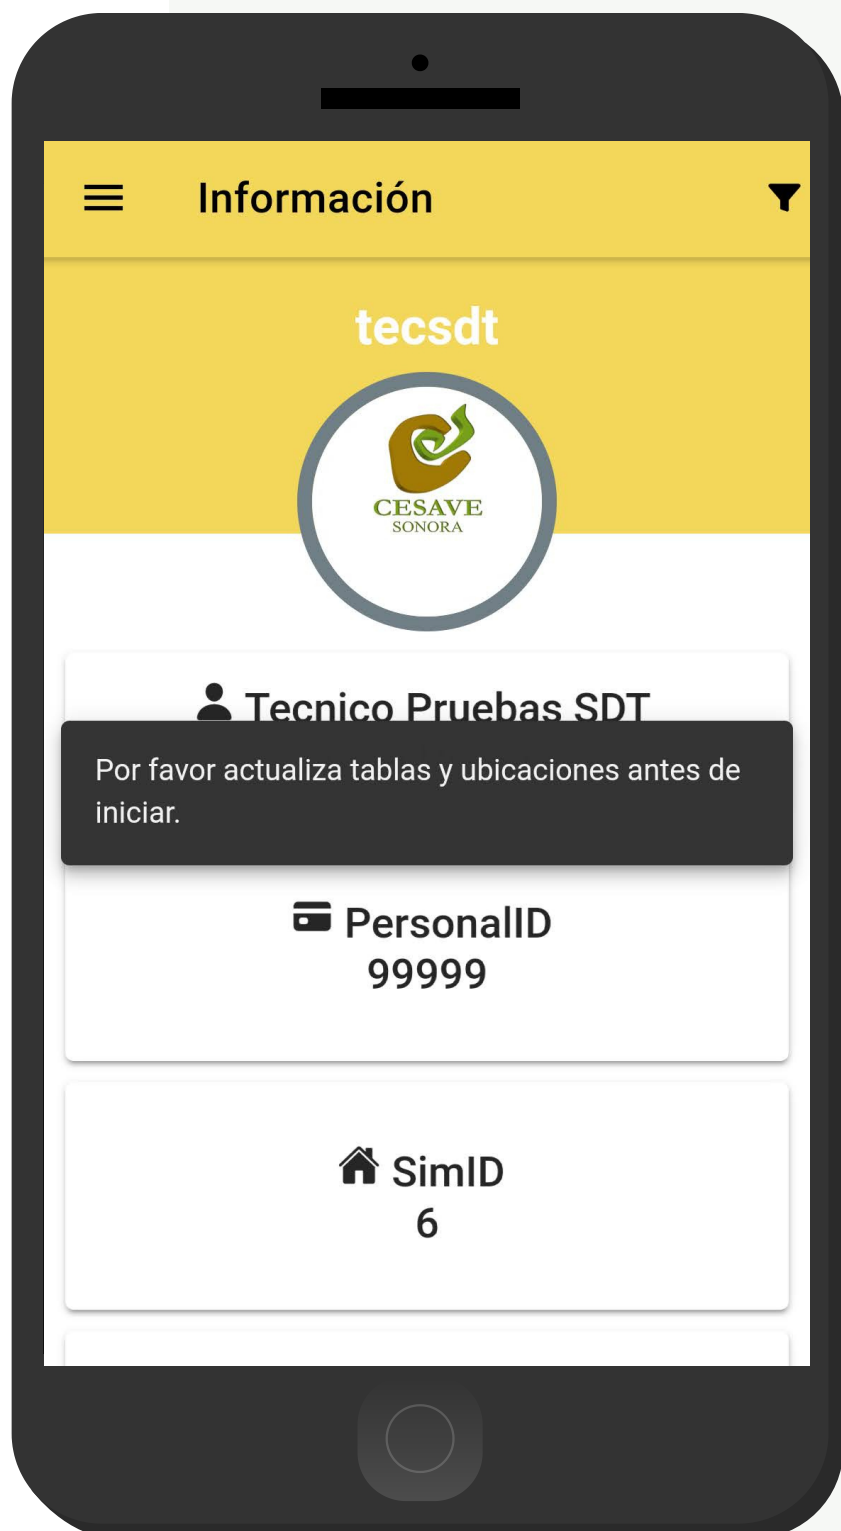 Información
tecsdt
CESAVE
SONORA
Tecnico Pruebas SDT
Por favor actualiza tablas y ubicaciones antes de
iniciar.
PersonalID
99999
SimID
6